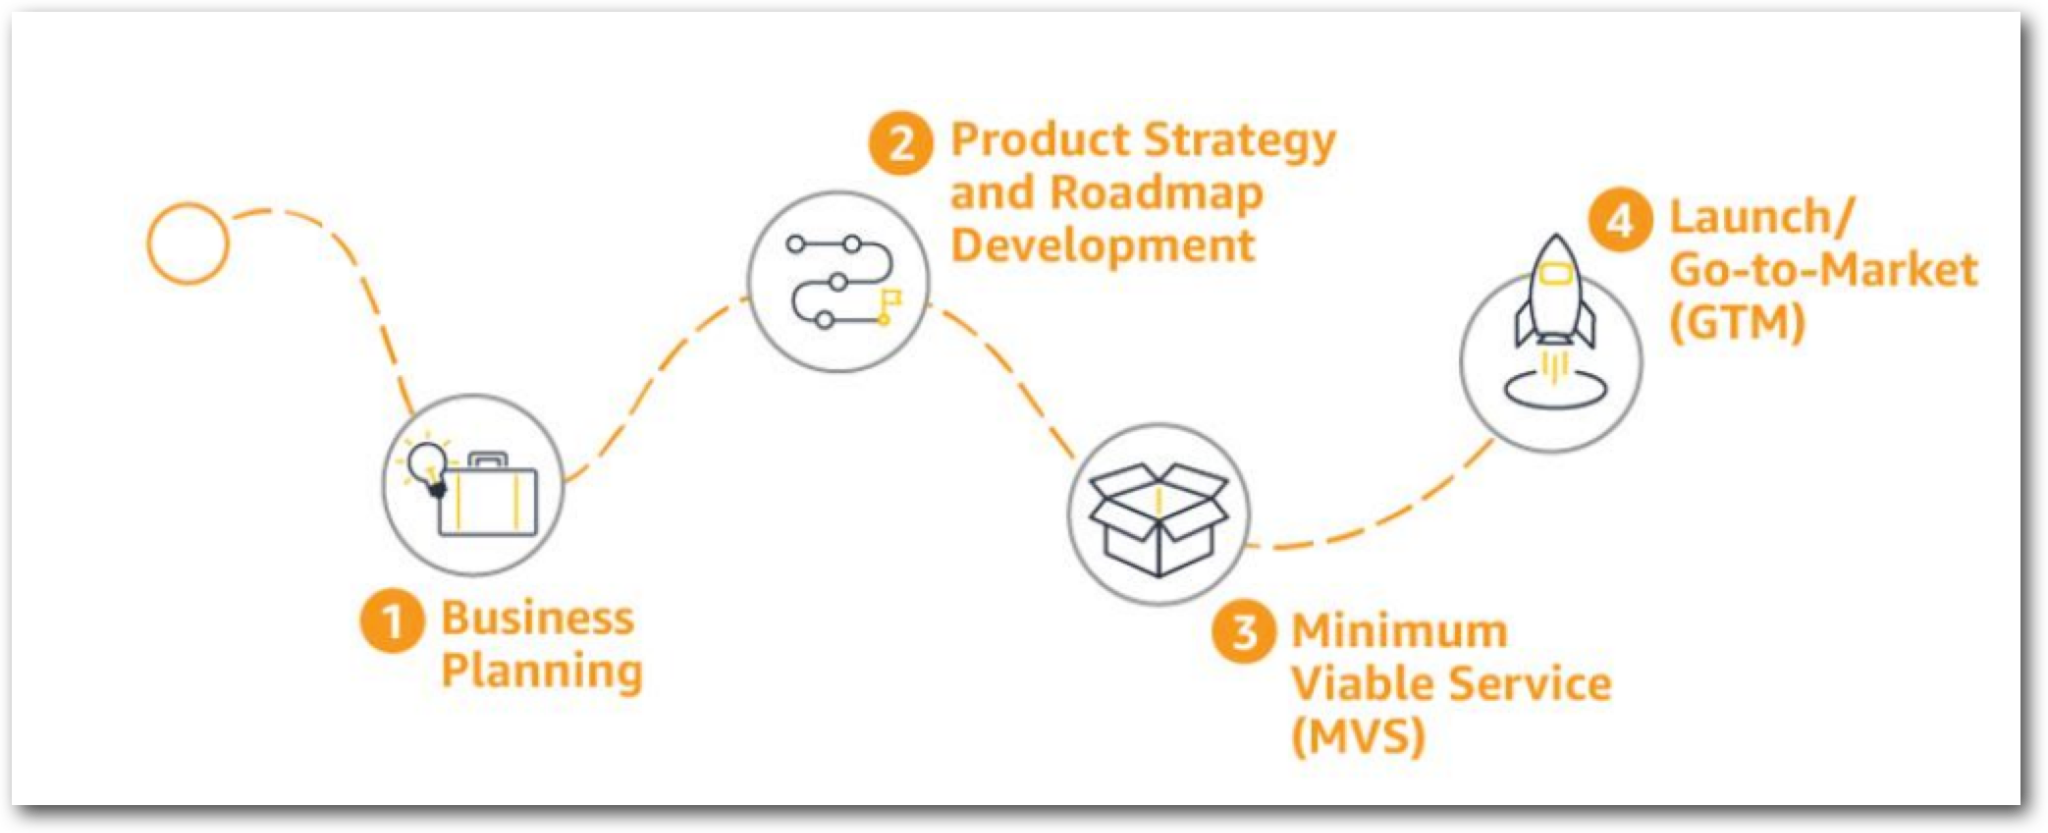 1 Business
Planning
2 Product Strategy
and Roadmap
Development
3 Minimum
Viable Service
(MVS)
4 Launch/
Go-to-Market
(GTM)